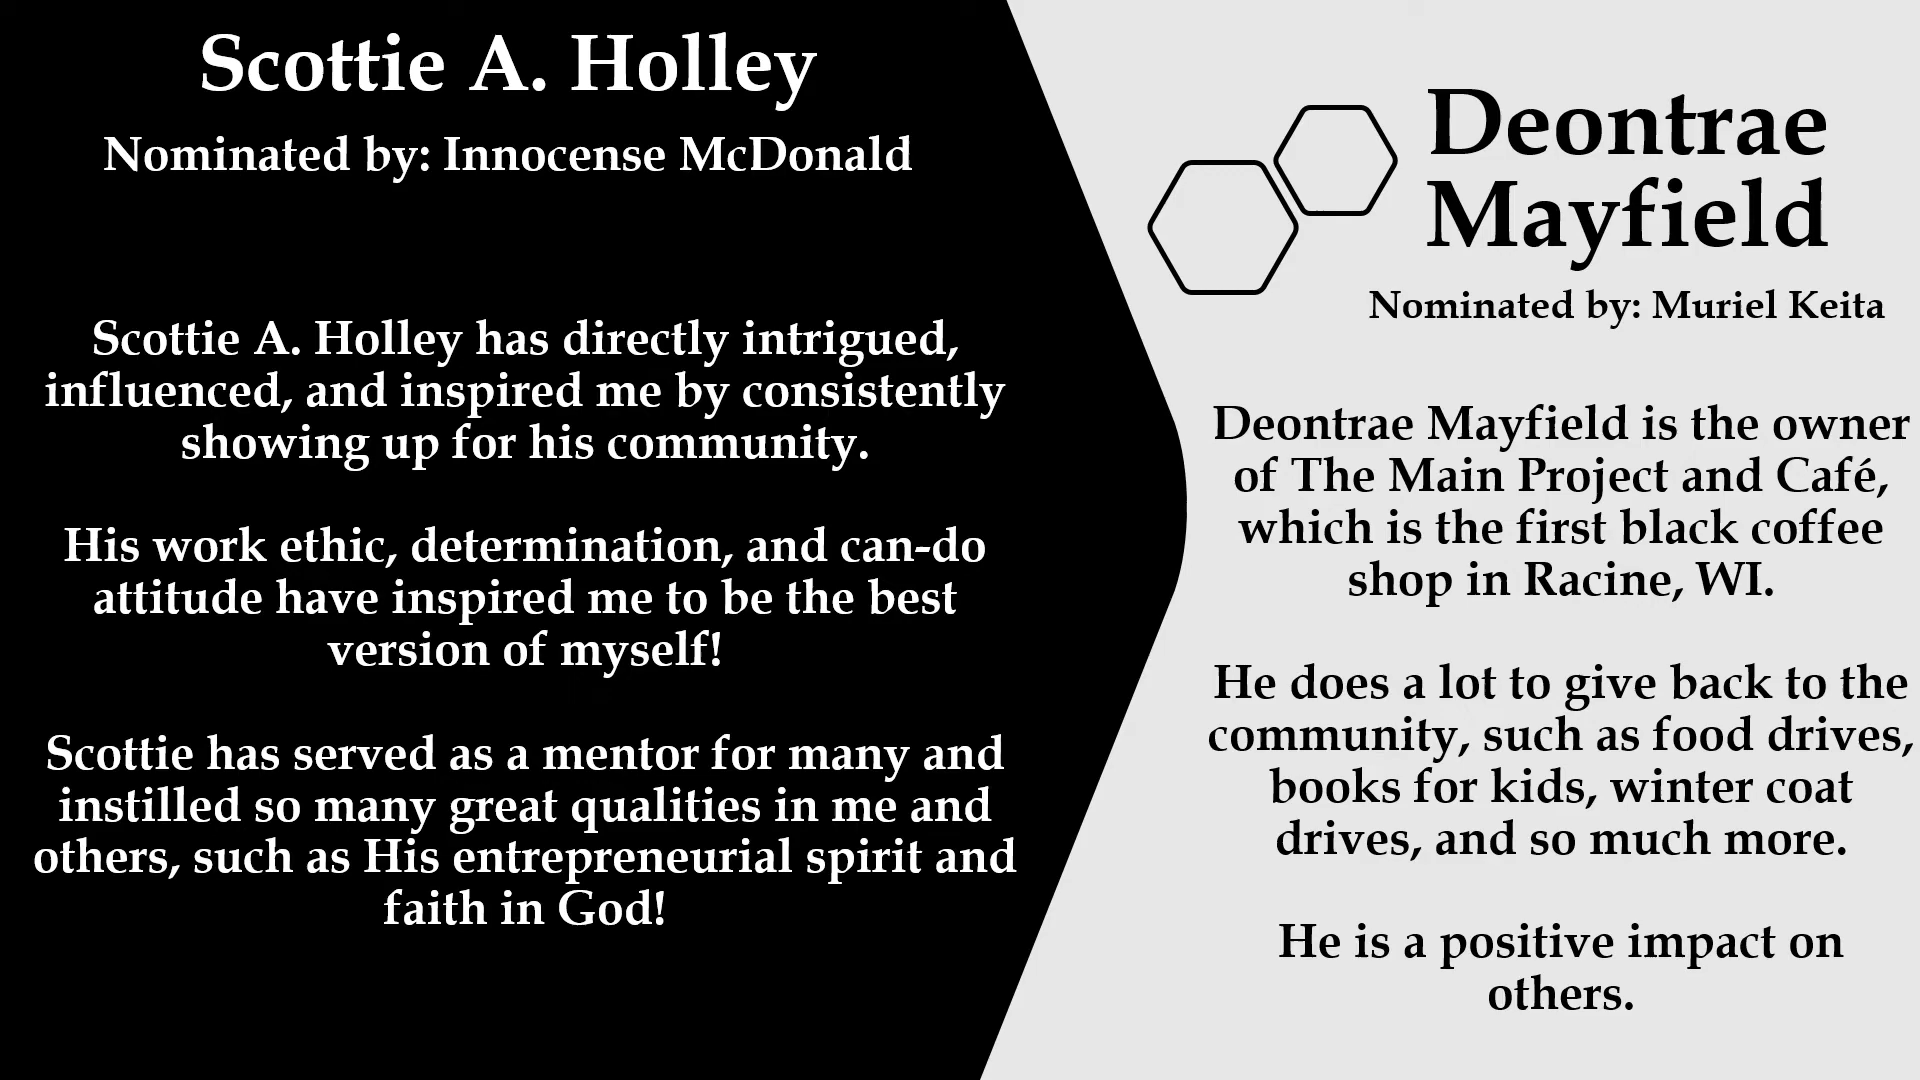 Scottie A. Holley
Nominated by: Innocense McDonald
Scottie A. Holley has directly intrigued,
influenced, and inspired me by consistently
showing up for his community.
His work ethic, determination, and can-do
attitude have inspired me to be the best
version of myself!
Scottie has served as a mentor for many and
instilled so many great qualities in me and
others, such as His entrepreneurial spirit and
faith in God!
Deontrae
Mayfield
Nominated by: Muriel Keita
Deontrae Mayfield is the owner
of The Main Project and Café,
which is the first black coffee
shop in Racine, WI.
He does a lot to give back to the
community, such as food drives,
books for kids, winter coat
drives, and so much more.
He is a positive impact on
others.